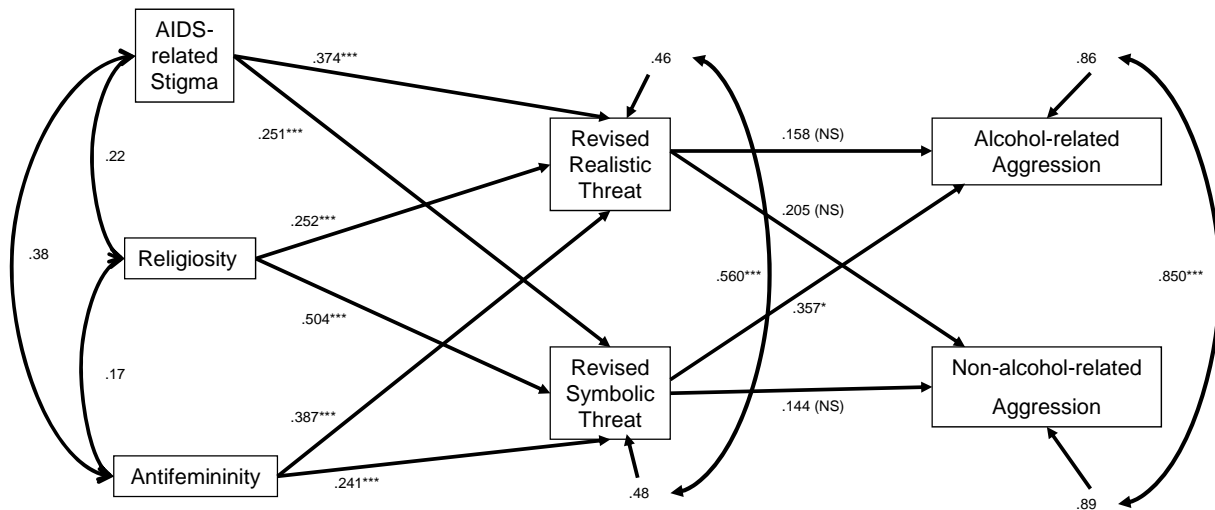 AIDS-
related
Stigma
.374***
.46
.86
.251***
Revised
Realistic
Threat
.158 (NS)
Alcohol-related
Aggression
.22
.252***
.205 (NS)
.38
Religiosity
.560***
.850***
.504***
.357*
.17
Revised
Symbolic
Threat
Non-alcohol-related
Aggression
.387***
.144 (NS)
Antifemininity
.241***
.48
.89